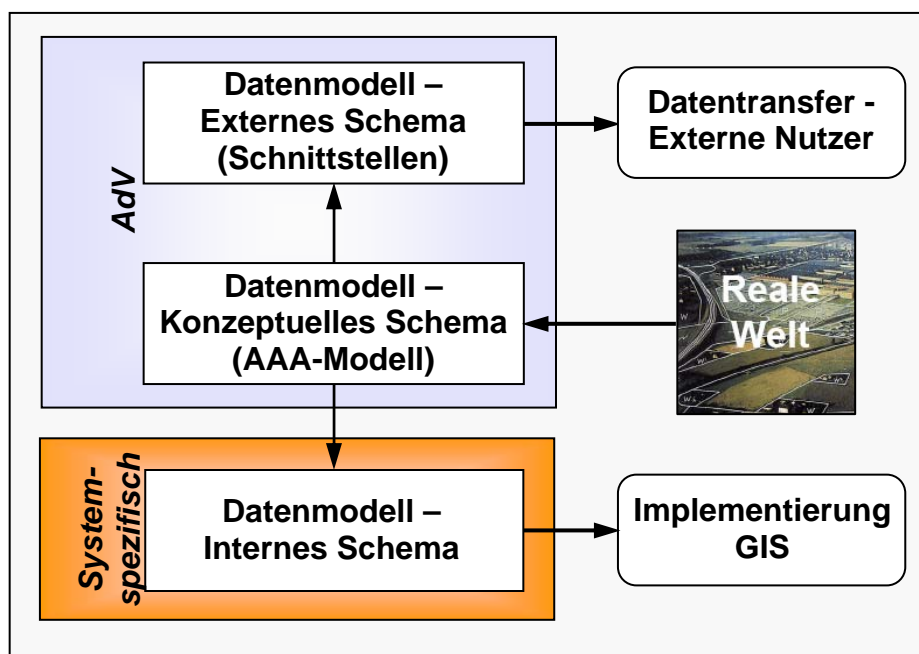 AdV
Datenmodell –
Externes Schema
(Schnittstellen)
Datentransfer -
Externe Nutzer
Datenmodell –
Konzeptuelles Schema
(AAA-Modell)
Reale
Welt
System-
spezifisch
Datenmodell –
Internes Schema
Implementierung
GIS